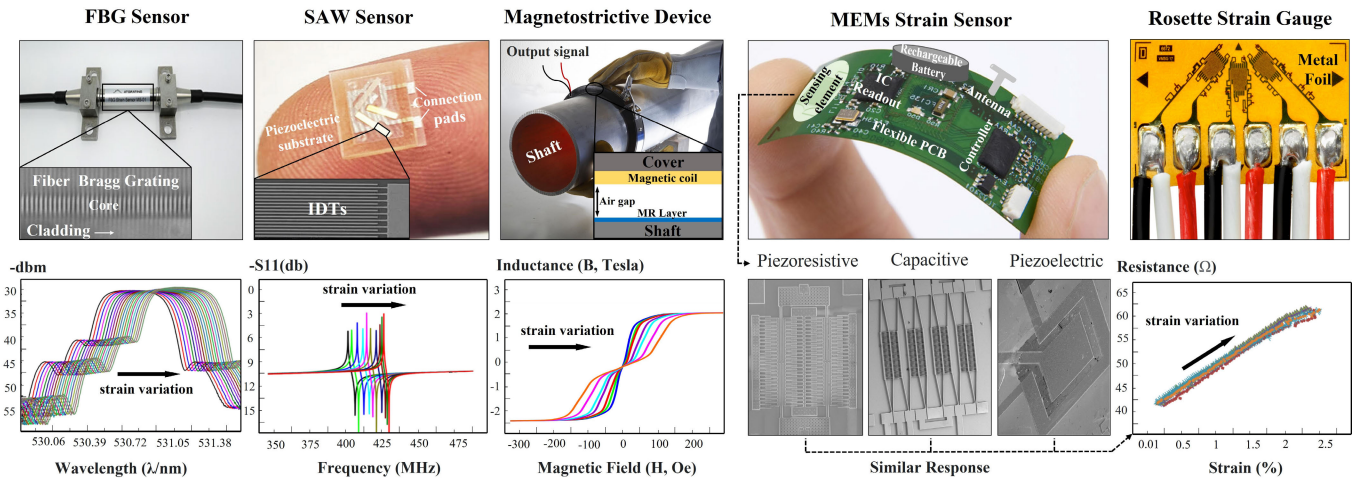 FBG Sensor
SAW Sensor
Magnetostrictive Device
MEMs Strain Sensor
Rosette Strain Gauge
Fiber Bragg Grating
Core
Cladding
Piezoelectric
substrate
Connection
pads
IDTs
Output signal
Shaft
Cover
Magnetic coil
Air gap
MR Layer
Shaft
Sensing
element
IC
Readout
Rechargeable
Battery
Antenna
Flexible PCB
Controller
Metal
Foil
-dbm
30
35
40
45
50
55
strain variation
530.06 530.39 530.72 531.05 531.38
Wavelength (λ/nm)
-S11(db)
0
3
6
9
12
15
strain variation
350 375 400 425 450 475
Frequency (MHz)
Inductance (B, Tesla)
3
2
1
0
-1
-2
strain variation
-300 -100 0 100 200
Magnetic Field (H, Oe)
Piezoresistive
Capacitive
Piezoelectric
Similar Response
Resistance (Ω)
65
60
56
50
45
40
strain variation
0.01 0.5 1 1.5 2 2.5
Strain (%)